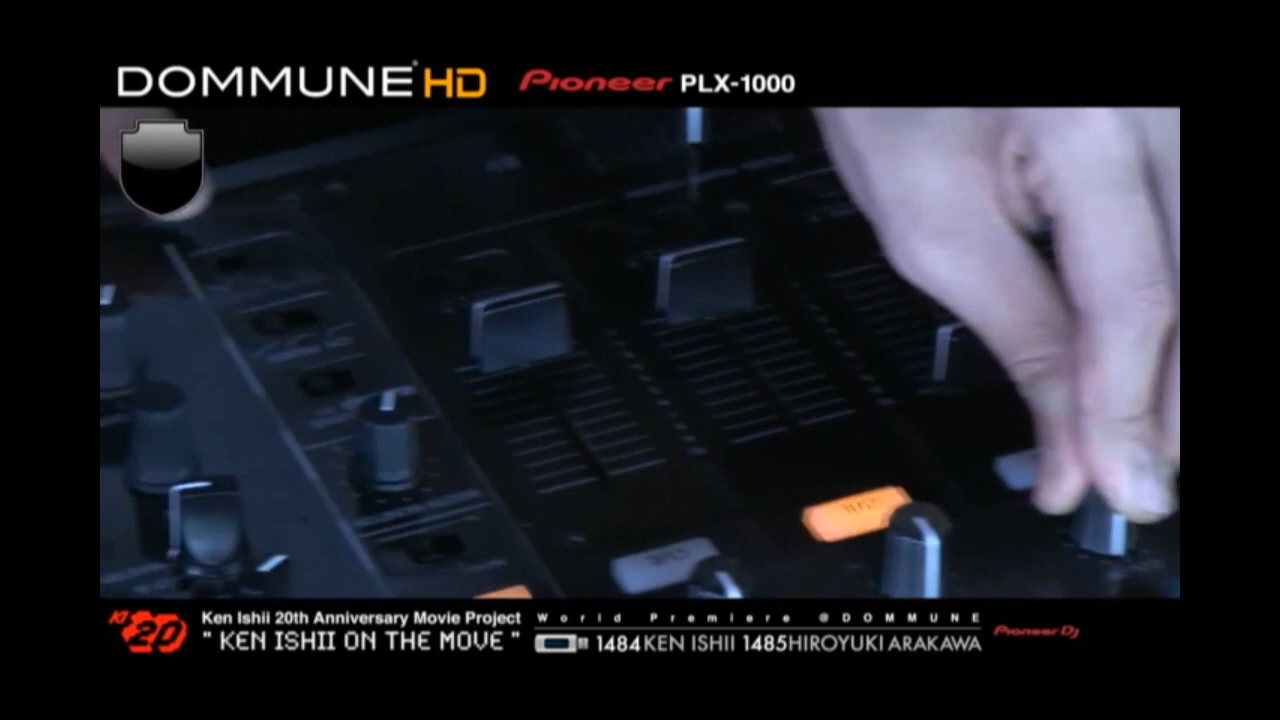 DOMMUNE HD Pioneer PLX-1000
KI 20
Ken Ishii 20th Anniversary Movie Project
" KEN ISHII ON THE MOVE "
World Premiere @DOMMUNE
1484 KEN ISHII 1485 HIROYUKI ARAKAWA
Pioneer Dj